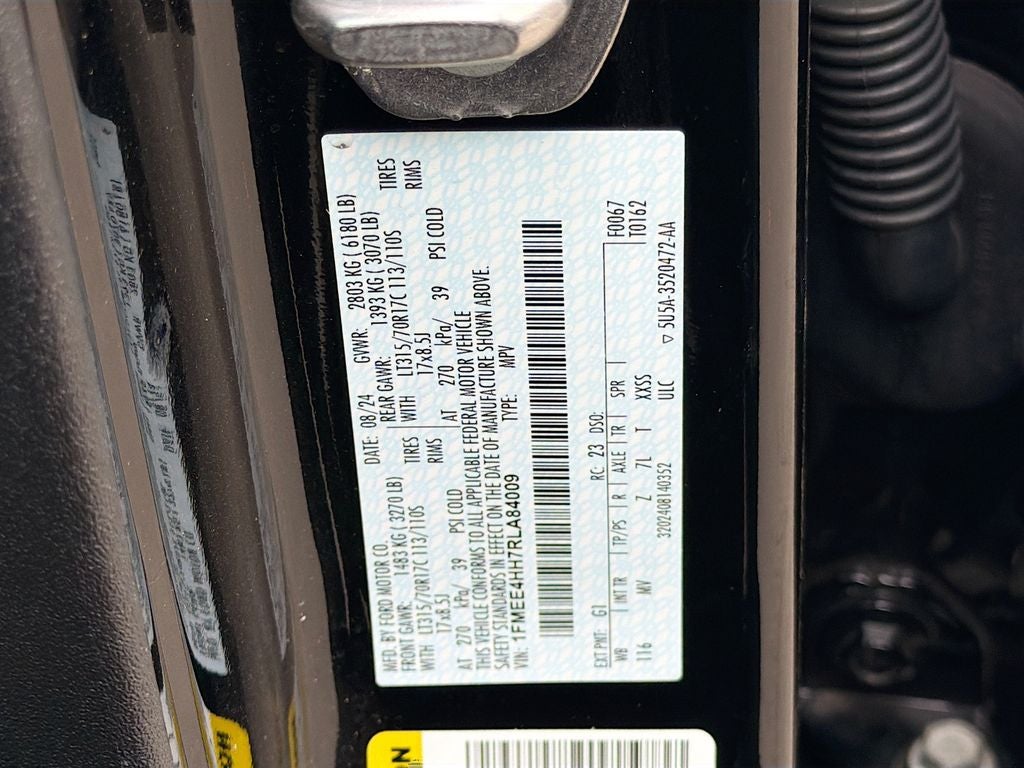 MFD. BY FORD MOTOR CO.
DATE: 08/24 GVWR: 2803 KG ( 6180 LB)
FRONT GAWR: 1483 KG ( 3270 LB) REAR GAWR: 1393 KG ( 3070 LB)
WITH LT315/70R17C 113/110S TIRES WITH LT315/70R17C 113/110S TIRES
17x8.5J RIMS 17x8.5J RIMS
AT 270 kPa/ 39 PSI COLD AT 270 kPa/ 39 PSI COLD
THIS VEHICLE CONFORMS TO ALL APPLICABLE FEDERAL MOTOR VEHICLE
SAFETY STANDARDS IN EFFECT ON THE DATE OF MANUFACTURE SHOWN ABOVE.
VIN: 1FMEE4HH7RLA84009 TYPE: MPV
F0067
T0162
EXT PNT: G1 RC: 23 DSO:
WB INT TR TP/PS R AXLE TR SPR
116 MV Z 7L T XXSS
320240814035​2 ULC ▽ 5U5A-3520472-AA